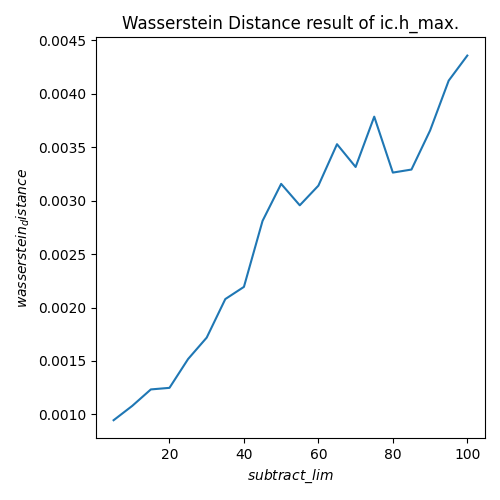 Wasserstein Distance result of ic.h_max.
0.0045
0.0040
0.0035
0.0030
0.0025
0.0020
0.0015
0.0010
wasserstein_distance
20 40 60 80 100
subtract_lim